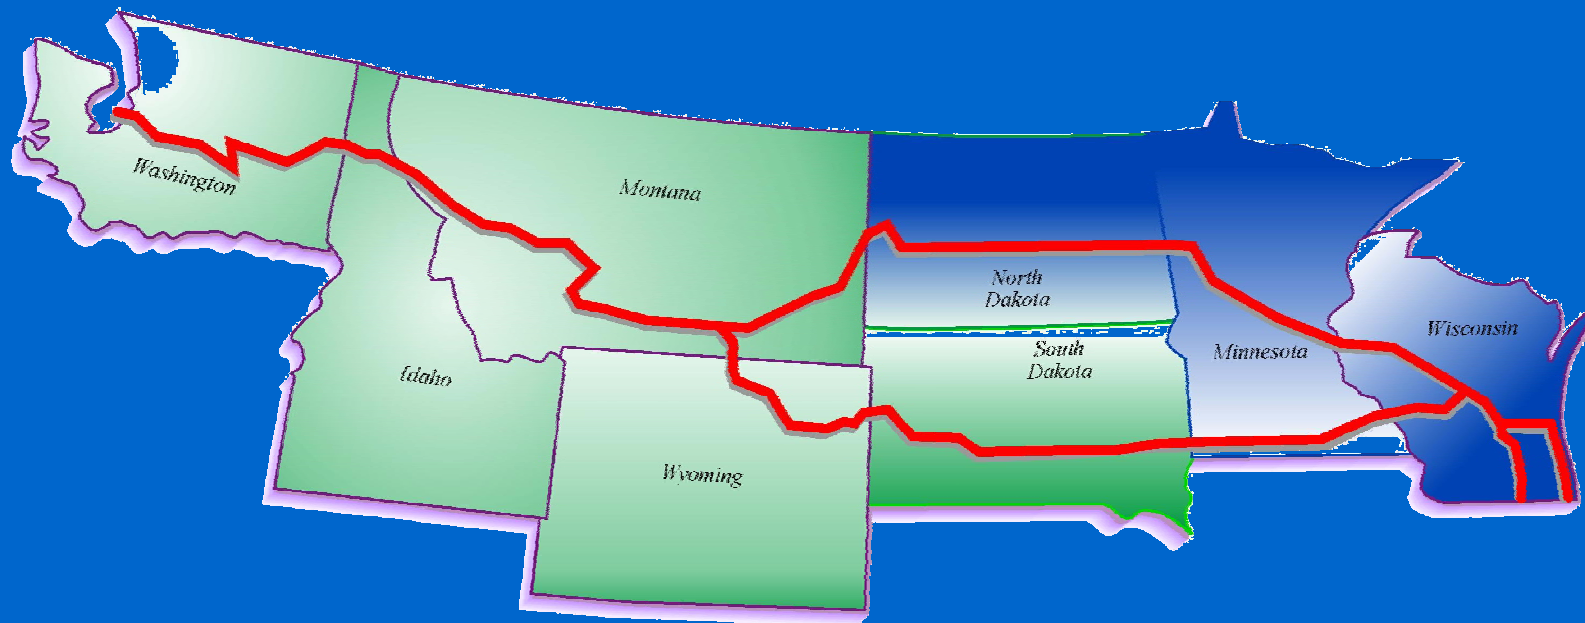 Washington
Montana
North
Dakota
South
Dakota
Minnesota
Wisconsin
Idaho
Wyoming